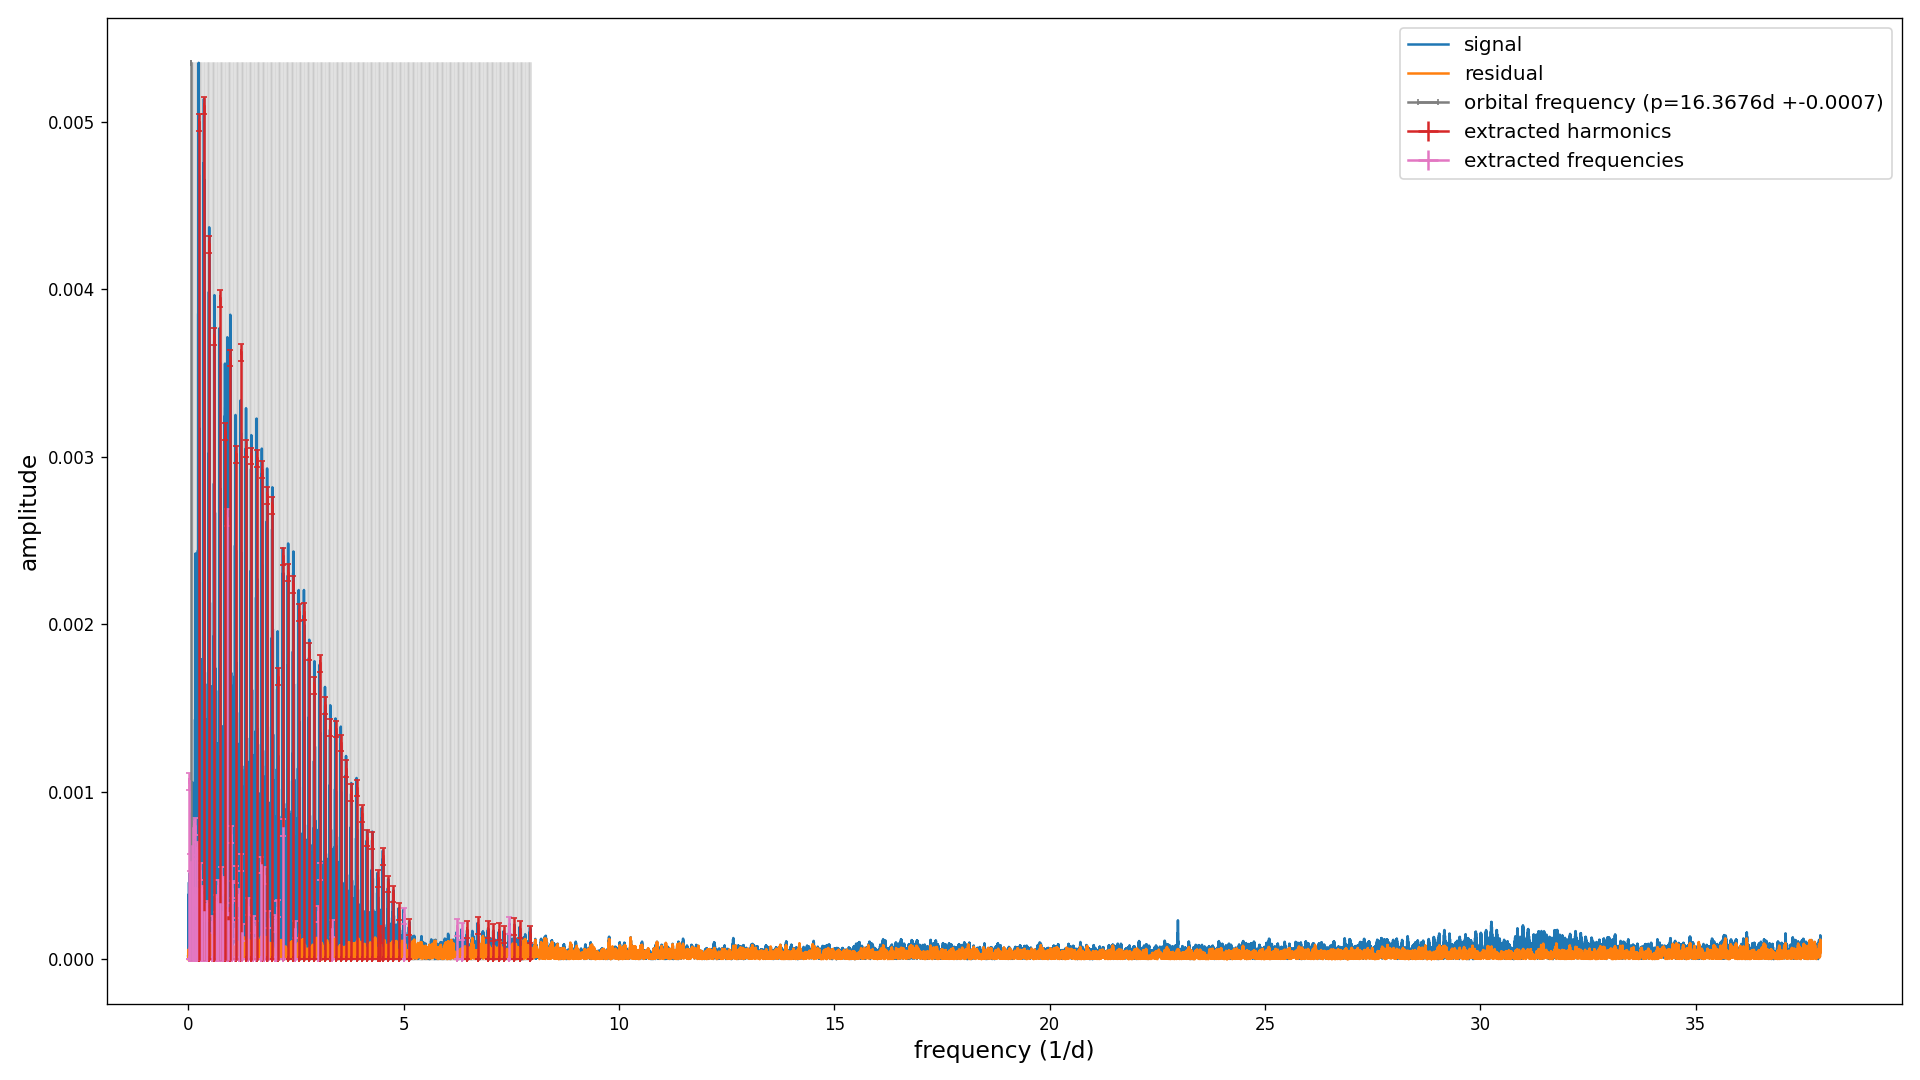 signal
residual
orbital frequency (p=16.3676d +-0.0007)
extracted harmonics
extracted frequencies
0.005
0.004
0.003
0.002
0.001
0.000
amplitude
0 5 10 15 20 25 30 35
frequency (1/d)